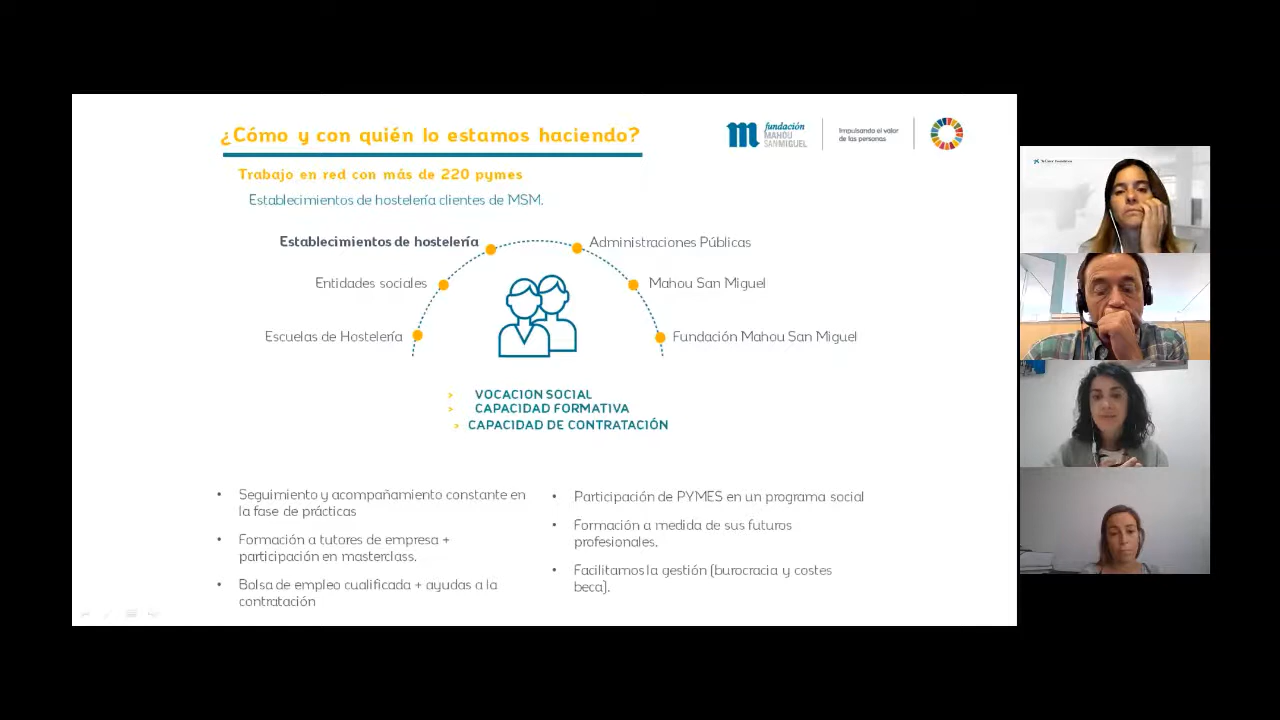 ¿Cómo y con quién lo estamos haciendo?
fundación
MAHOU
SANMIGUEL
Impulsando el valor
de las personas
Trabajo en red con más de 220 pymes
Establecimientos de hostelería clientes de MSM.
Establecimientos de hostelería
Administraciones Públicas
Entidades sociales
Mahou San Miguel
Escuelas de Hostelería
Fundación Mahou San Miguel
> VOCACION SOCIAL
> CAPACIDAD FORMATIVA
> CAPACIDAD DE CONTRATACIÓN
• Seguimiento y acompañamiento constante en
la fase de prácticas
• Formación a tutores de empresa +
participación en masterclass.
• Bolsa de empleo cualificada + ayudas a la
contratación
• Participación de PYMES en un programa social
• Formación a medida de sus futuros
profesionales.
• Facilitamos la gestión (burocracia y costes
beca).